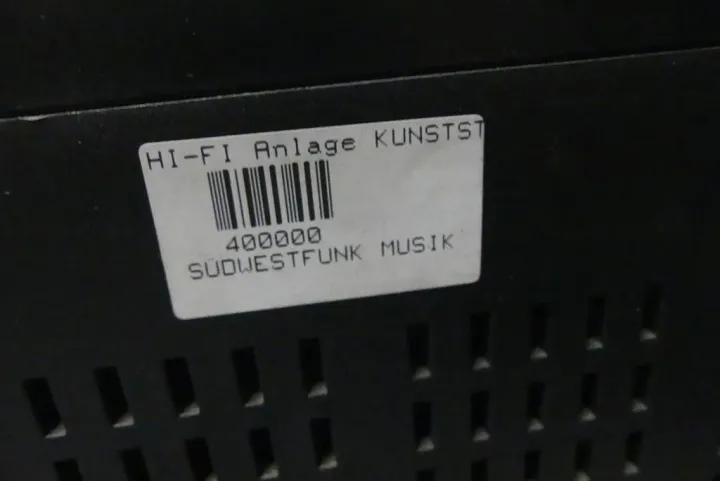 HI-FI Anlage KUNSTST
400000
SÜDWESTFUNK MUSIK